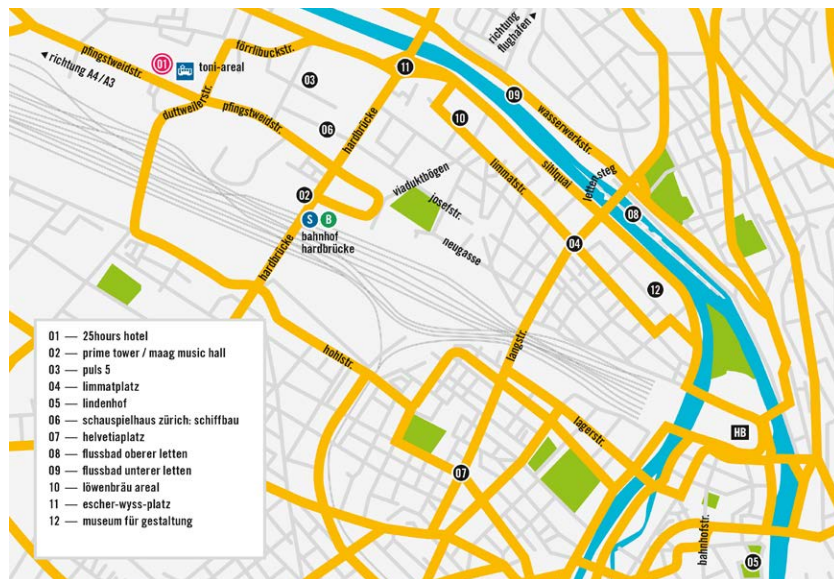 richtung
flughafen
richtung A4/A3
pfingstweidstr.
01
toni-areal
förrlibuckstr.
03
11
09
wasserwerkstr.
duttweilerstr.
pfingstweidstr.
06
hardbrücke
10
sihlquai
lettensteg
limmatstr.
viaduktbögen
josefstr.
neugasse
02
S
B
bahnhof
hardbrücke
hardbrücke
08
04
12
langstr.
hohlstr.
lagerstr.
HB
07
bahnhofstr.
05
01 — 25hours hotel
02 — prime tower / maag music hall
03 — puls 5
04 — limmatplatz
05 — lindenhof
06 — schauspielhaus zürich: schiffbau
07 — helvetiaplatz
08 — flussbad oberer letten
09 — flussbad unterer letten
10 — löwenbräu areal
11 — escher-wyss-platz
12 — museum für gestaltung